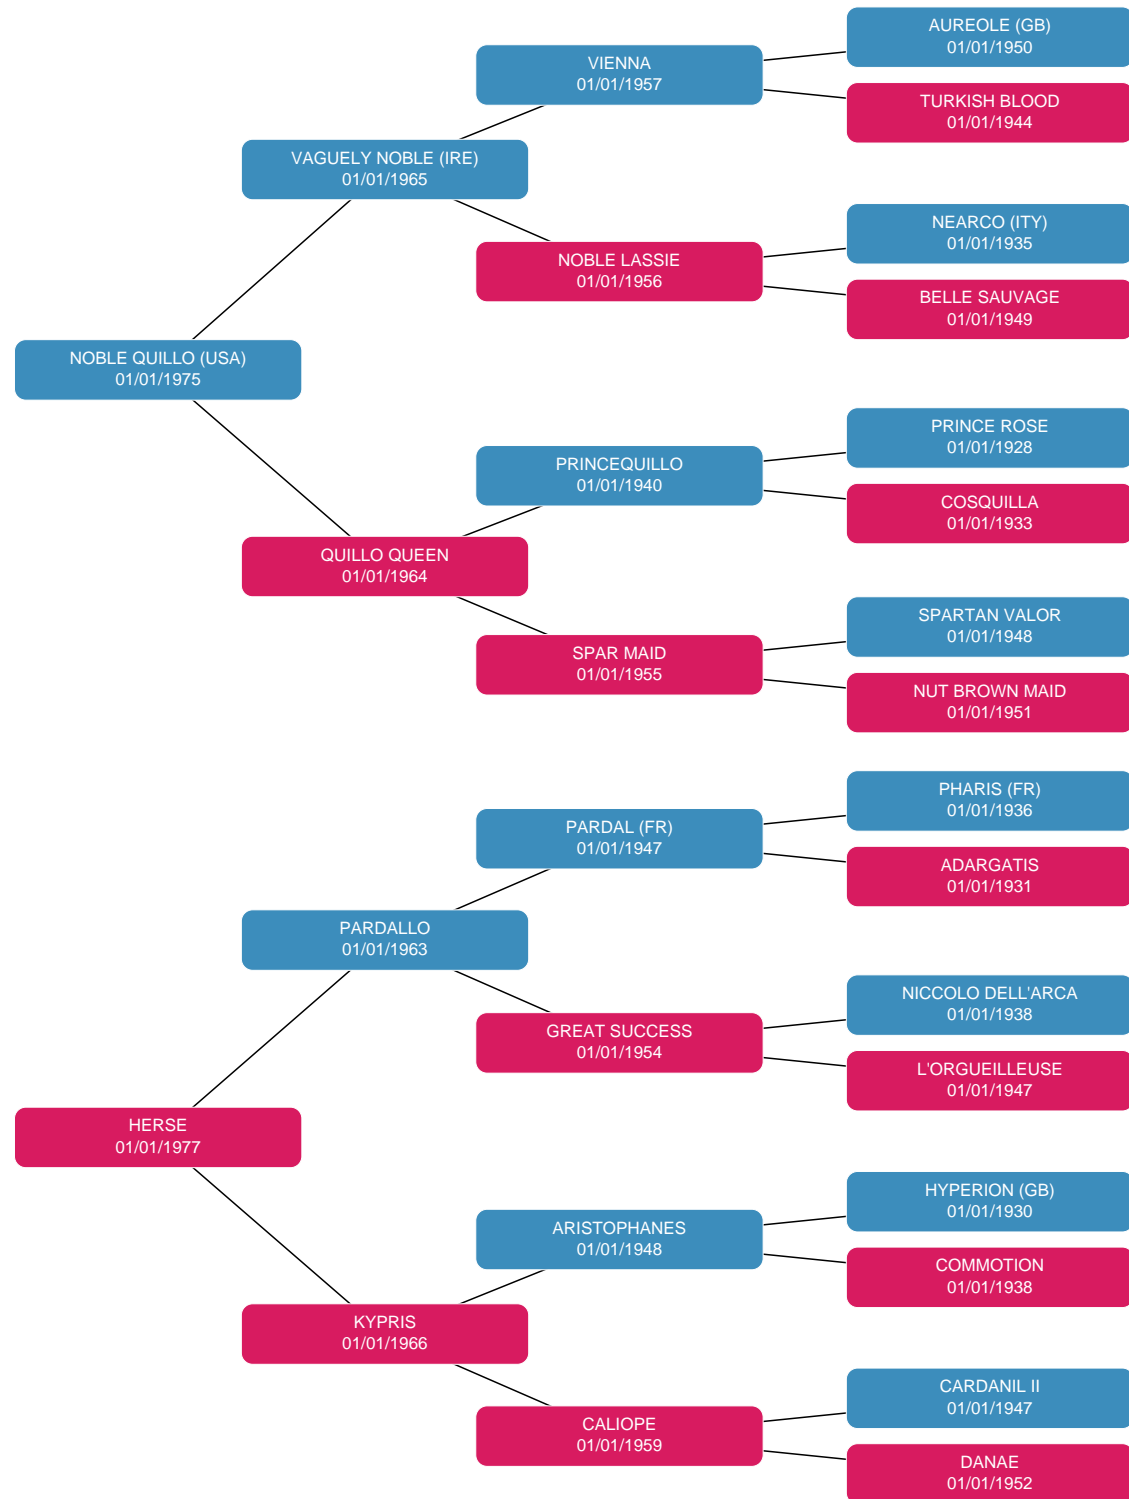 AUREOLE (GB)
01/01/1950
VIENNA
01/01/1957
TURKISH BLOOD
01/01/1944
VAGUELY NOBLE (IRE)
01/01/1965
NEARCO (ITY)
01/01/1935
NOBLE LASSIE
01/01/1956
BELLE SAUVAGE
01/01/1949
NOBLE QUILLO (USA)
01/01/1975
PRINCE ROSE
01/01/1928
PRINCEQUILLO
01/01/1940
COSQUILLA
01/01/1933
QUILLO QUEEN
01/01/1964
SPARTAN VALOR
01/01/1948
SPAR MAID
01/01/1955
NUT BROWN MAID
01/01/1951
PHARIS (FR)
01/01/1936
PARDAL (FR)
01/01/1947
ADARGATIS
01/01/1931
PARDALLO
01/01/1963
NICCOLO DELL'ARCA
01/01/1938
GREAT SUCCESS
01/01/1954
L'ORGUEILLEUSE
01/01/1947
HERSE
01/01/1977
HYPERION (GB)
01/01/1930
ARISTOPHANES
01/01/1948
COMMOTION
01/01/1938
KYPRIS
01/01/1966
CARDANIL II
01/01/1947
CALIOPE
01/01/1959
DANAE
01/01/1952